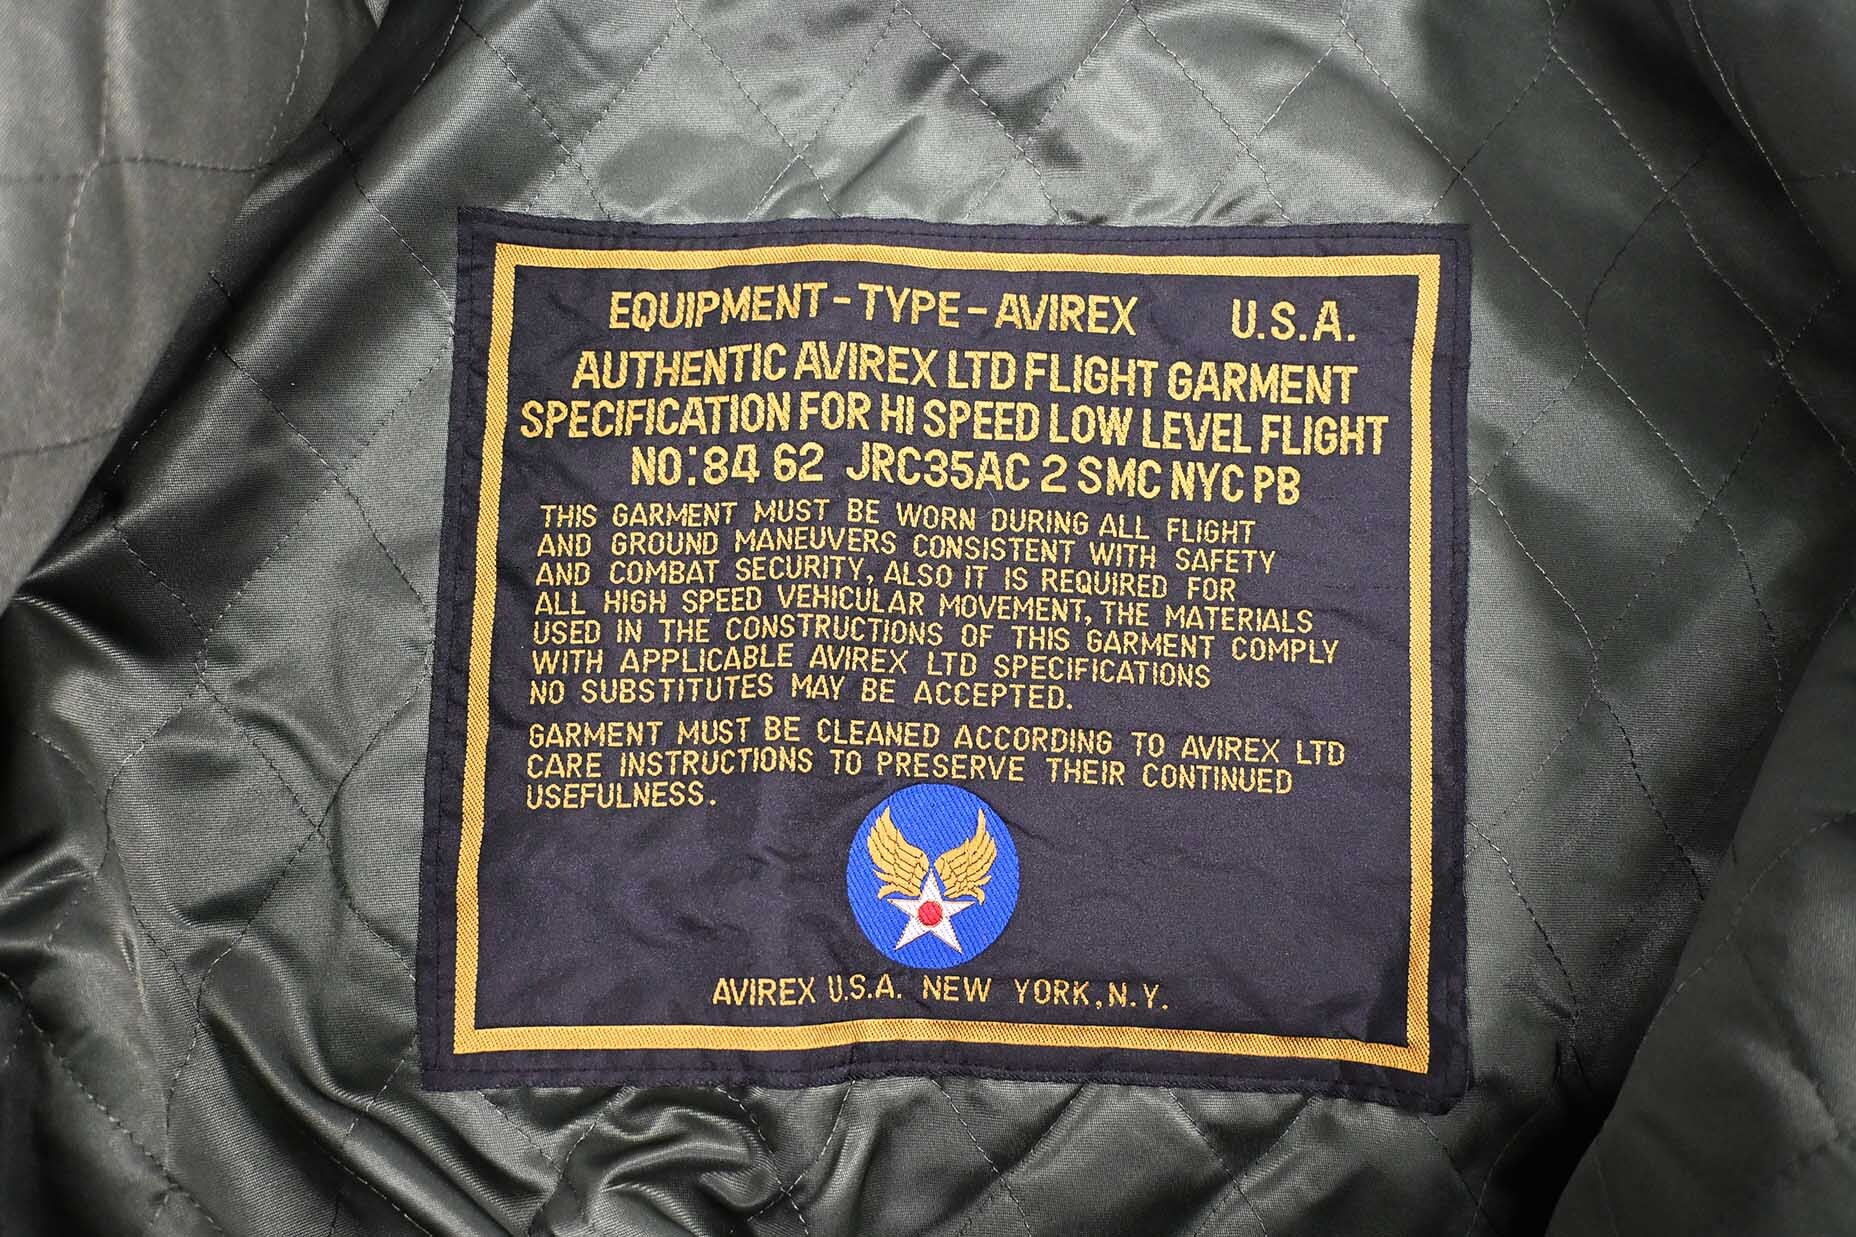 EQUIPMENT-TYPE-AVIREX U.S.A.
AUTHENTIC AVIREX LTD FLIGHT GARMENT
SPECIFICATION FOR HI SPEED LOW LEVEL FLIGHT
NO:84 62 JRC35AC 2 SMC NYC PB
THIS GARMENT MUST BE WORN DURING ALL FLIGHT
AND GROUND MANEUVERS CONSISTENT WITH SAFETY
AND COMBAT SECURITY, ALSO IT IS REQUIRED FOR
ALL HIGH SPEED VEHICULAR MOVEMENT, THE MATERIALS
USED IN THE CONSTRUCTIONS OF THIS GARMENT COMPLY
WITH APPLICABLE AVIREX LTD SPECIFICATIONS
NO SUBSTITUTES MAY BE ACCEPTED.
GARMENT MUST BE CLEANED ACCORDING TO AVIREX LTD
CARE INSTRUCTIONS TO PRESERVE THEIR CONTINUED
USEFULNESS.
AVIREX U.S.A. NEW YORK, N.Y.